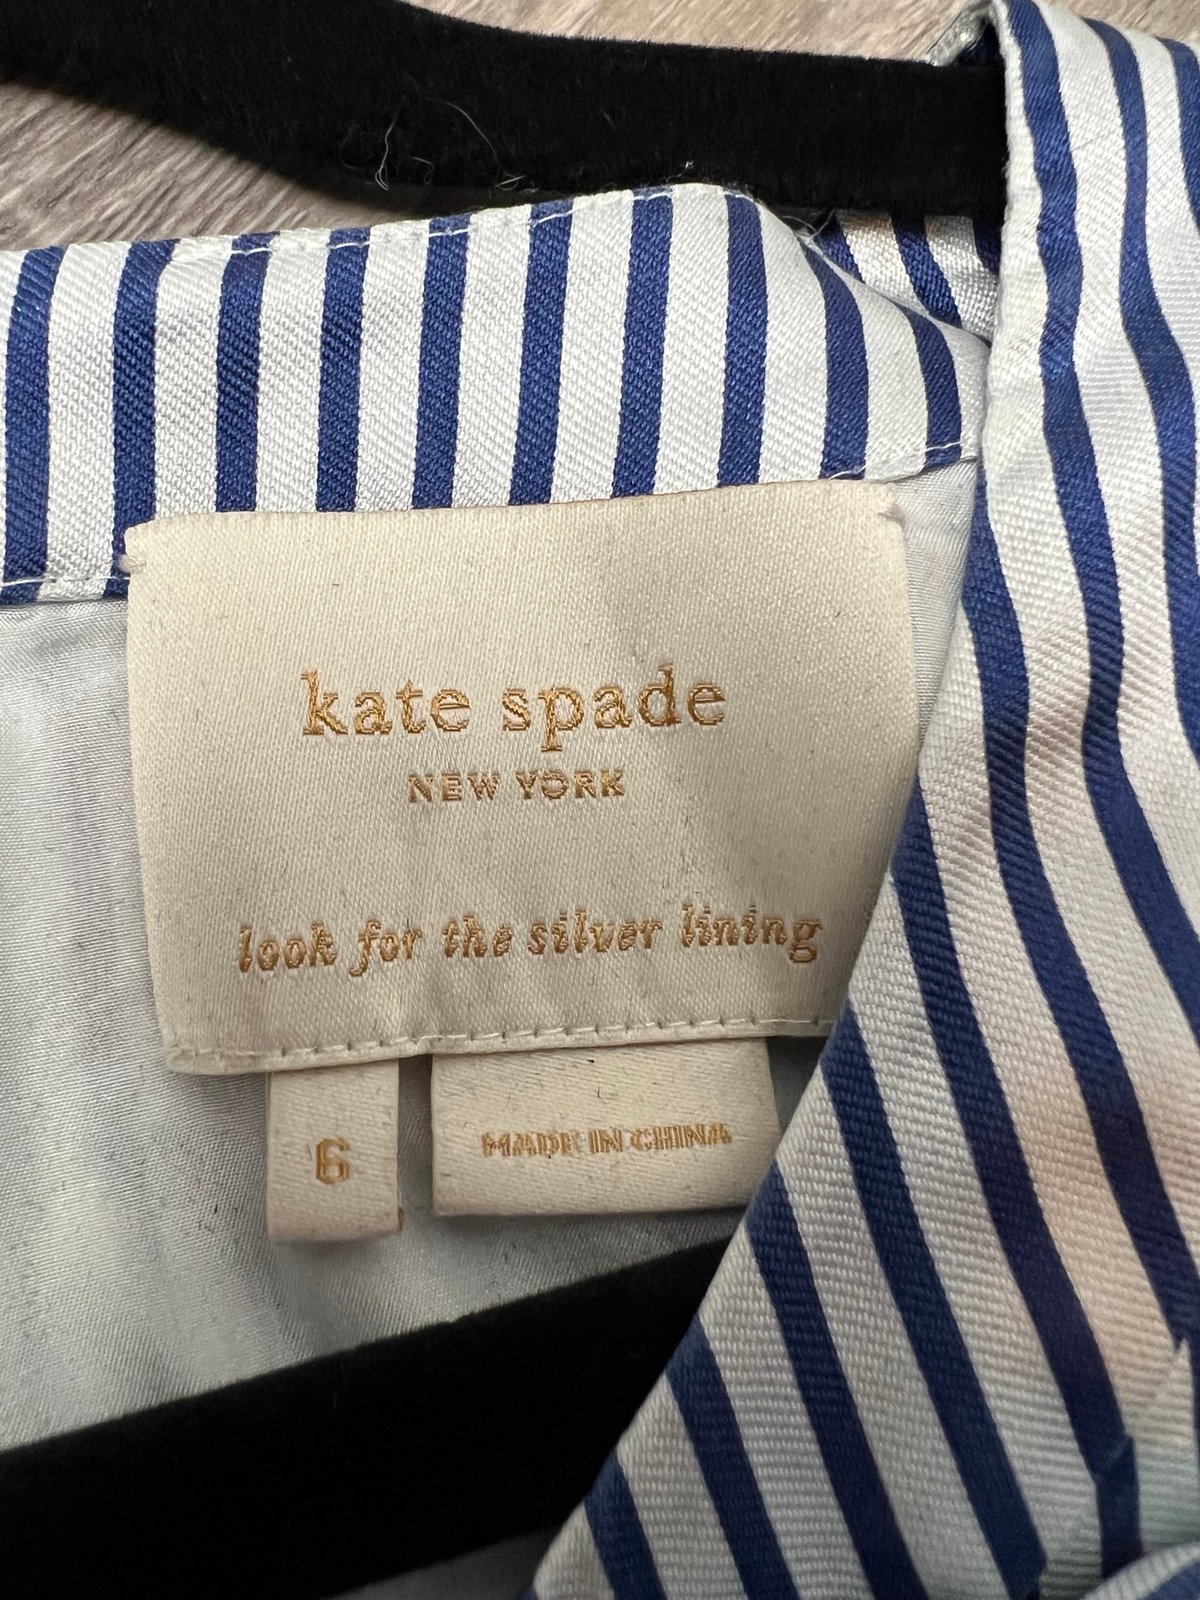 kate spade
NEW YORK
look for the silver lining
6
MADE IN CHINA